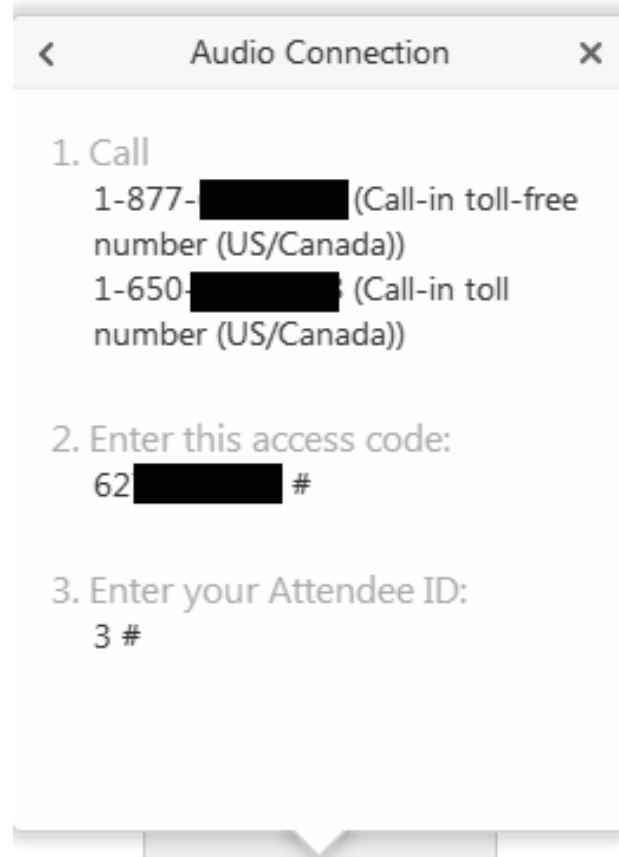 Audio Connection
1. Call
1-877- (Call-in toll-free
number (US/Canada))
1-650- (Call-in toll
number (US/Canada))
2. Enter this access code:
62 #
3. Enter your Attendee ID:
3 #